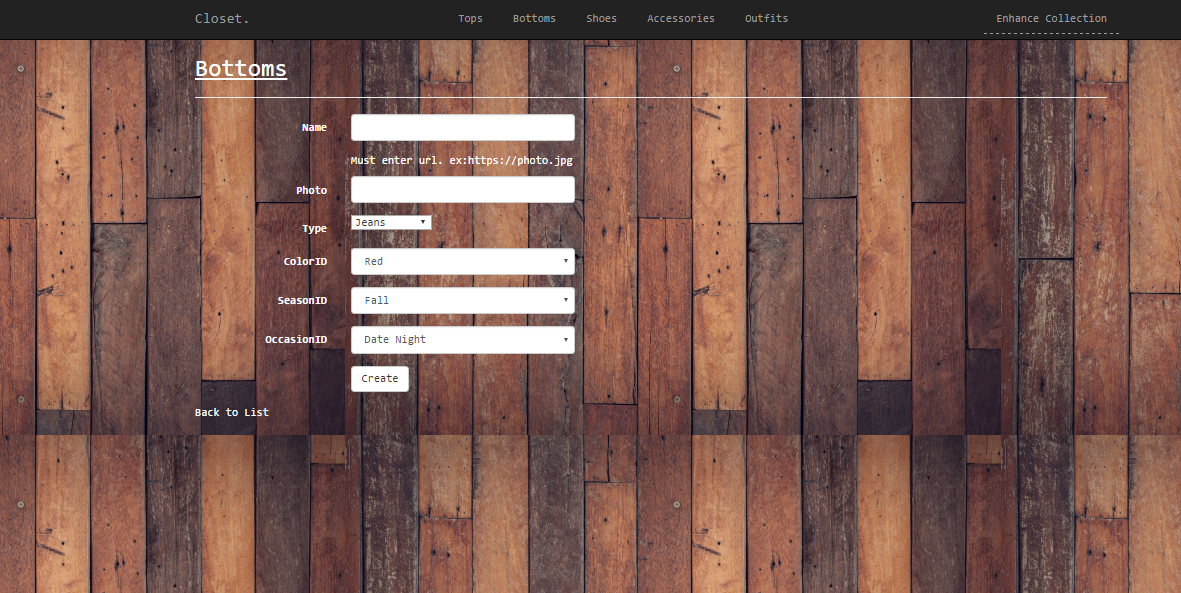 Closet. Tops Bottoms Shoes Accessories Outfits Enhance Collection
Bottoms
Name
Must enter url. ex:https://photo.jpg
Photo
Type Jeans
ColorID Red
SeasonID Fall
OccasionID Date Night
Create
Back to List